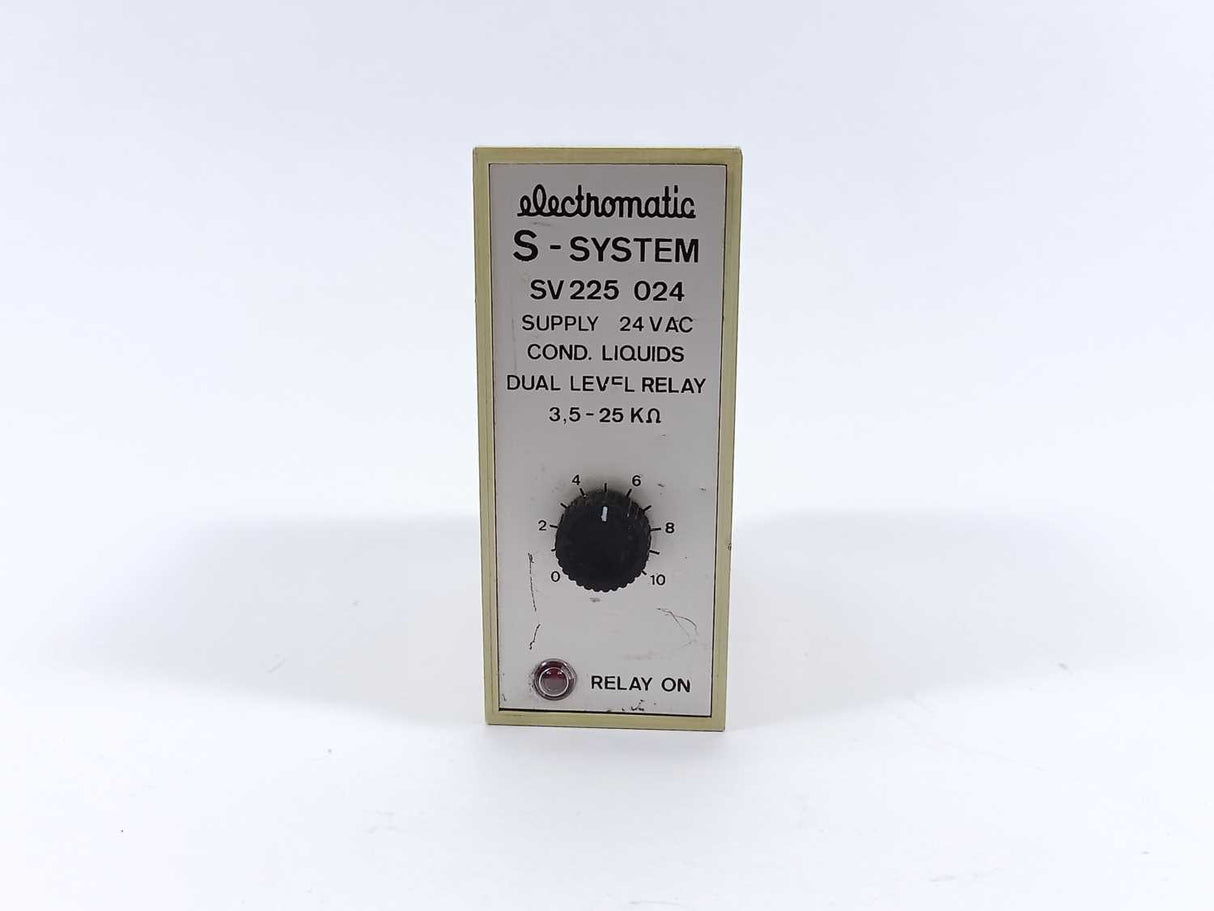 electromatic
S - SYSTEM
SV 225 024
SUPPLY 24 V AC
COND. LIQUIDS
DUAL LEVEL RELAY
3,5 - 25 KΩ
4 6
2 8
0 10
RELAY ON